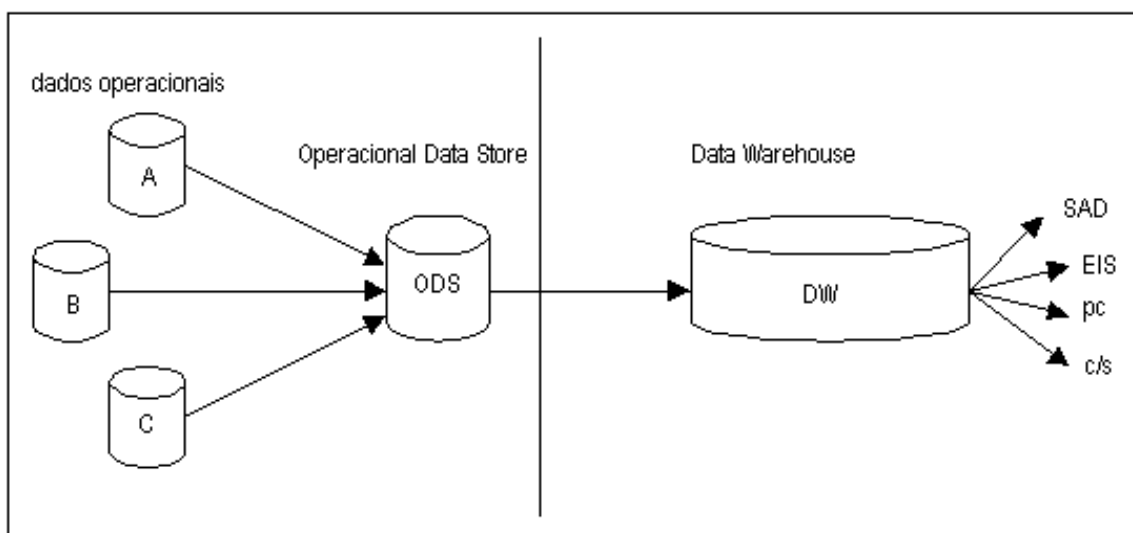 dados operacionais
A
Operacional Data Store
Data Warehouse
B
ODS
DW
C
SAD
EIS
pc
c/s